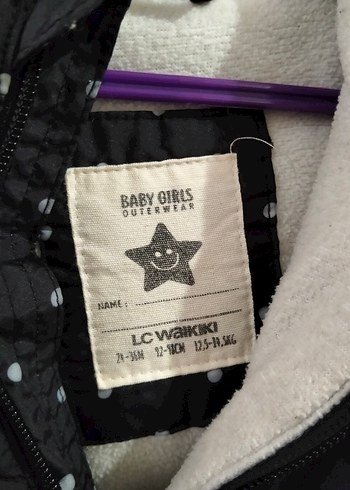 BABY GIRLS
OUTERWEAR
NAME:
LC WAIKIKI
24-36M 92-98CM 12.5-14.5KG